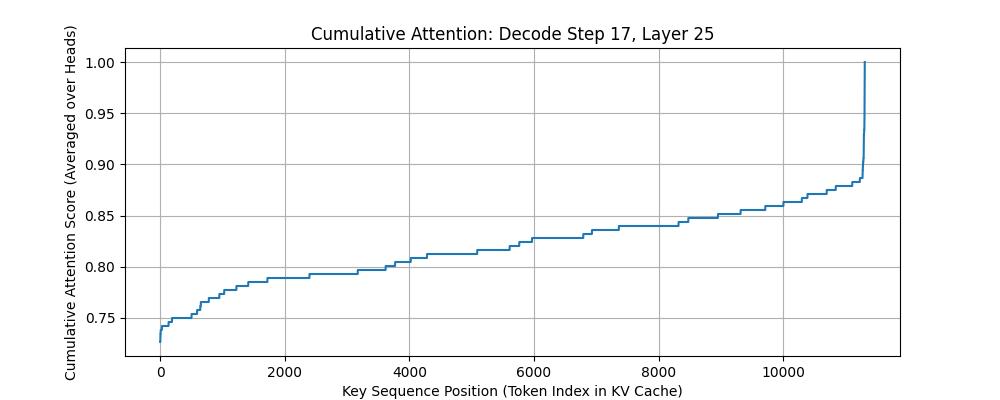 Cumulative Attention: Decode Step 17, Layer 25
Cumulative Attention Score (Averaged over Heads)
1.00
0.95
0.90
0.85
0.80
0.75
0 2000 4000 6000 8000 10000
Key Sequence Position (Token Index in KV Cache)